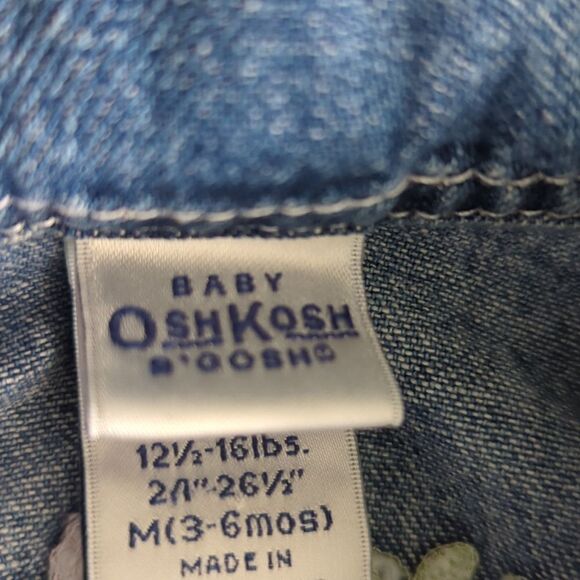 BABY
OSHKOSH
B'GOSH®
12½-16lbs.
24"-26½"
M(3-6mos)
MADE IN